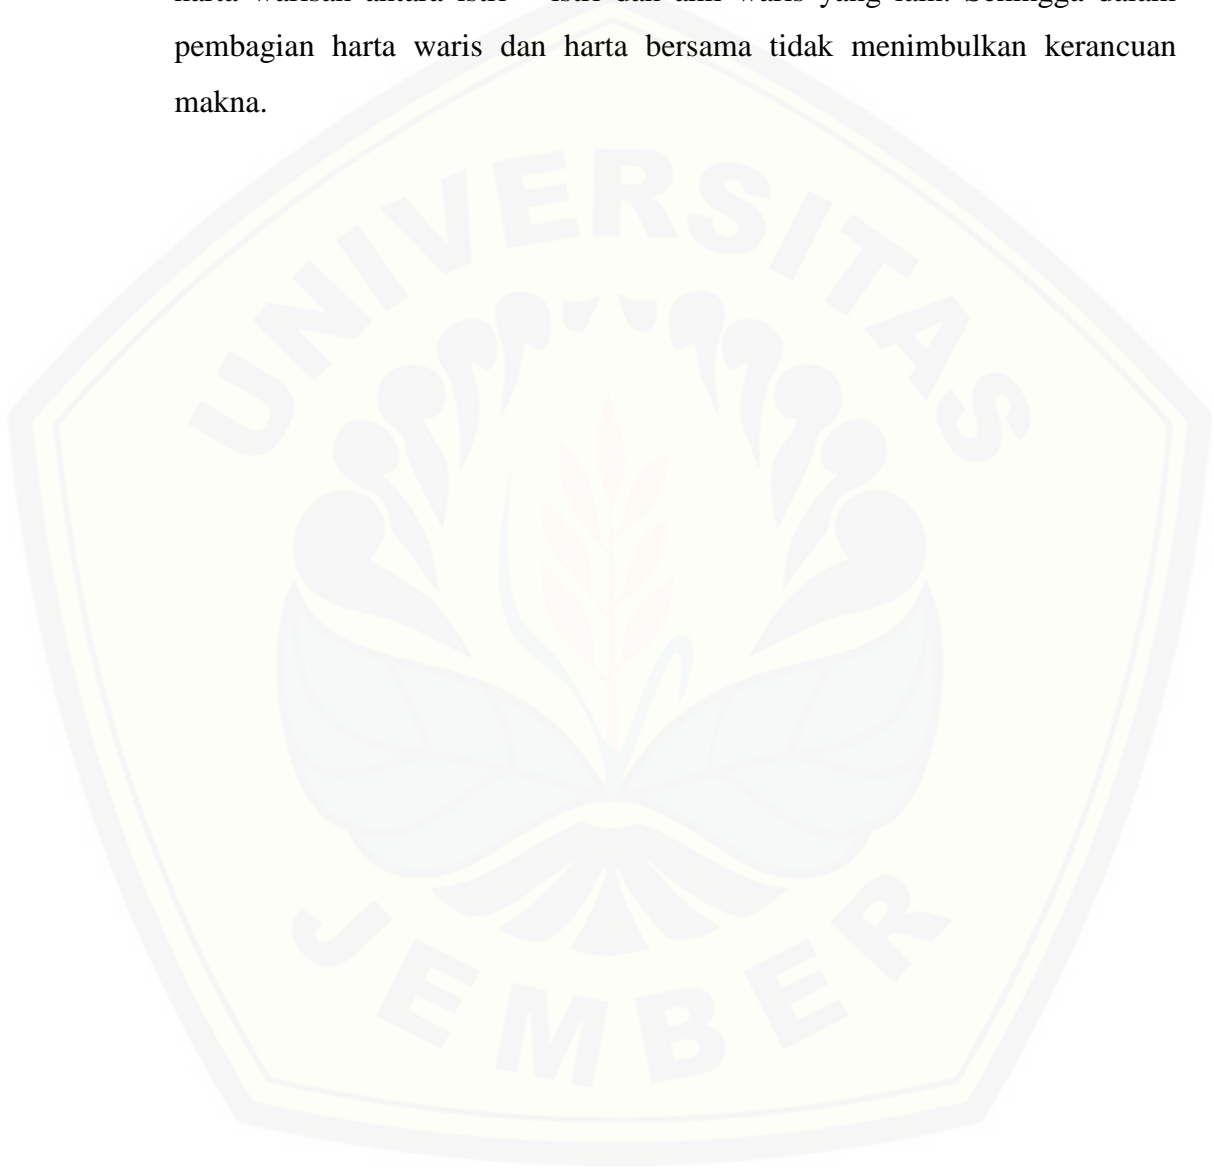 harta warisan antara istri – istri dan ahli waris yang lain. Sehingga dalam
pembagian harta waris dan harta bersama tidak menimbulkan kerancuan
makna.
UNIVERSITAS
JEMBER